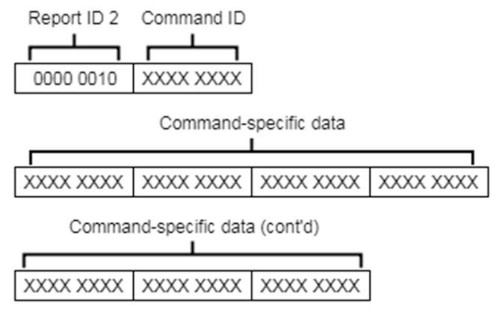 Report ID 2 Command ID
0000 0010 XXXX XXXX
Command-specific data
XXXX XXXX XXXX XXXX XXXX XXXX XXXX XXXX
Command-specific data (cont'd)
XXXX XXXX XXXX XXXX XXXX XXXX